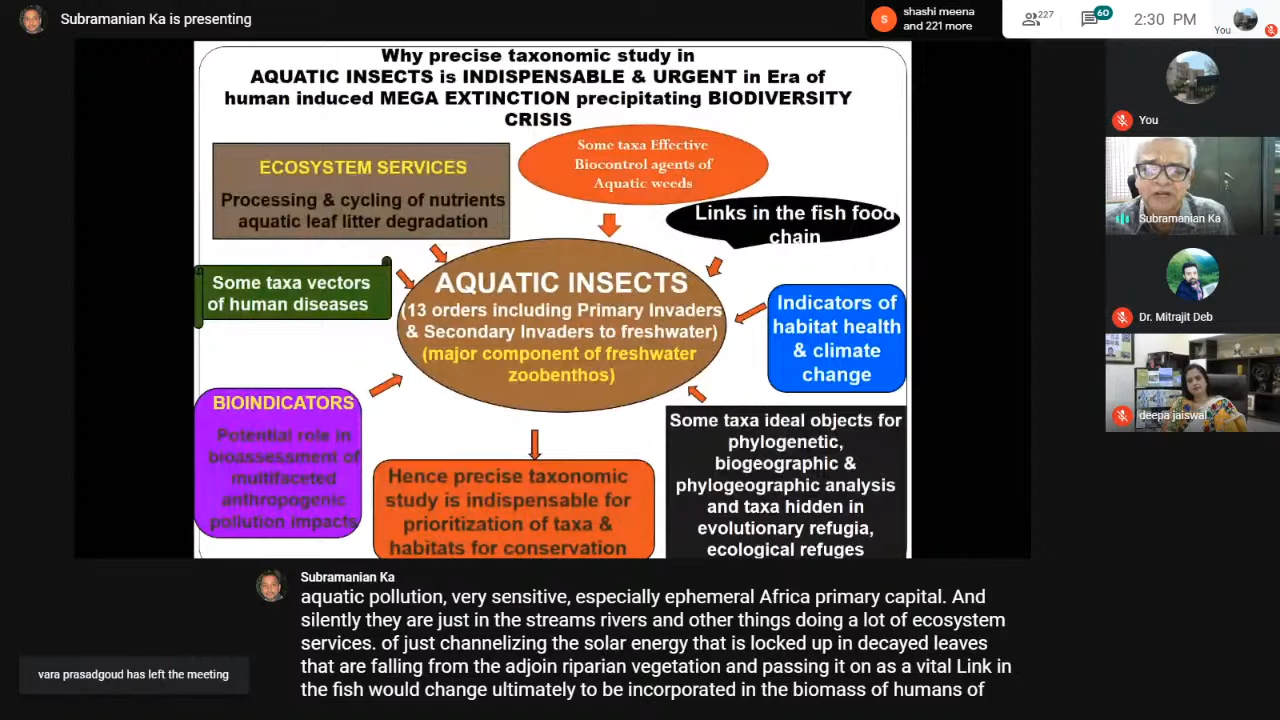 Subramanian Ka is presenting
S
shashi meena
and 221 more
227
60
2:30 PM
You
Why precise taxonomic study in
AQUATIC INSECTS is INDISPENSABLE & URGENT in Era of
human induced MEGA EXTINCTION precipitating BIODIVERSITY
CRISIS
ECOSYSTEM SERVICES
Processing & cycling of nutrients
aquatic leaf litter degradation
Some taxa Effective
Biocontrol agents of
Aquatic weeds
Links in the fish food
chain
Some taxa vectors
of human diseases
AQUATIC INSECTS
(13 orders including Primary Invaders
& Secondary Invaders to freshwater)
(major component of freshwater
zoobenthos)
Indicators of
habitat health
& climate
change
BIOINDICATORS
Potential role in
bioassessment of
multifaceted
anthropogenic
pollution impacts
Hence precise taxonomic
study is indispensable for
prioritization of taxa &
habitats for conservation
Some taxa ideal objects for
phylogenetic,
biogeographic &
phylogeographic analysis
and taxa hidden in
evolutionary refugia,
ecological refuges
You
Subramanian Ka
Dr. Mitrajit Deb
deepa jaiswal
Subramanian Ka
aquatic pollution, very sensitive, especially ephemeral Africa primary capital. And
silently they are just in the streams rivers and other things doing a lot of ecosystem
services. of just channelizing the solar energy that is locked up in decayed leaves
that are falling from the adjoin riparian vegetation and passing it on as a vital Link in
the fish would change ultimately to be incorporated in the biomass of humans of
vara prasadgoud has left the meeting